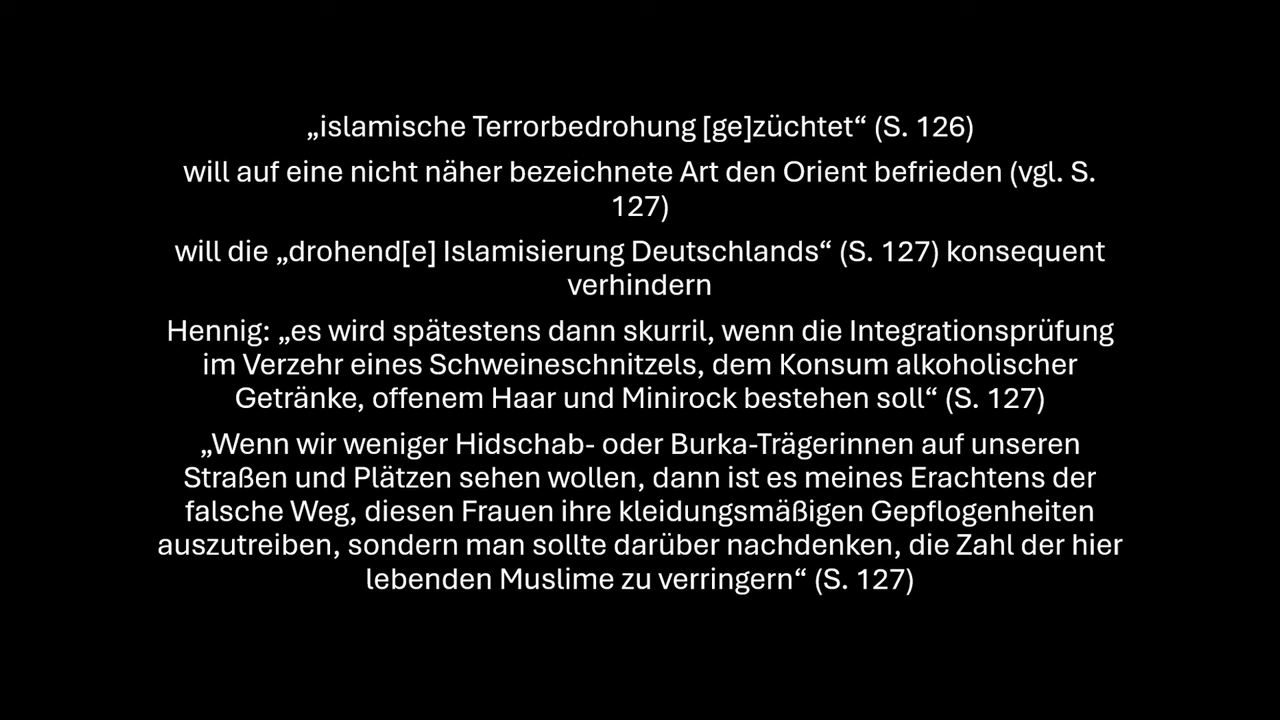 „islamische Terrorbedrohung [ge]züchtet“ (S. 126)
will auf eine nicht näher bezeichnete Art den Orient befrieden (vgl. S.
127)
will die „drohend[e] Islamisierung Deutschlands“ (S. 127) konsequent
verhindern
Hennig: „es wird spätestens dann skurril, wenn die Integrationsprüfung
im Verzehr eines Schweineschnitzels, dem Konsum alkoholischer
Getränke, offenem Haar und Minirock bestehen soll“ (S. 127)
„Wenn wir weniger Hidschab- oder Burka-Trägerinnen auf unseren
Straßen und Plätzen sehen wollen, dann ist es meines Erachtens der
falsche Weg, diesen Frauen ihre kleidungsmäßigen Gepflogenheiten
auszutreiben, sondern man sollte darüber nachdenken, die Zahl der hier
lebenden Muslime zu verringern“ (S. 127)